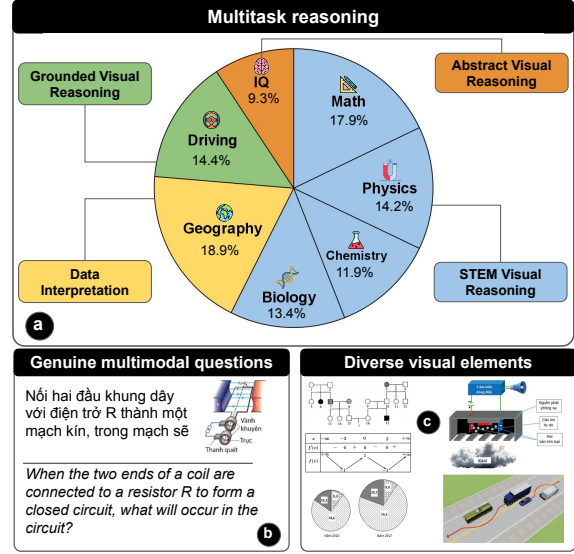 Multitask reasoning
Grounded Visual
Reasoning
Abstract Visual
Reasoning
IQ
9.3%
Math
17.9%
Driving
14.4%
Physics
14.2%
Geography
18.9%
Chemistry
11.9%
Biology
13.4%
Data
Interpretation
STEM Visual
Reasoning
a
Genuine multimodal questions
Nối hai đầu khung dây
với điện trở R thành một
mạch kín, trong mạch sẽ
Vành
khuyên
Trục
Thanh quét
When the two ends of a coil are
connected to a resistor R to form a
closed circuit, what will occur in the
circuit?
b
Diverse visual elements
c
Nguồn phát
phóng xạ
x
f'(x)
f(x)
Năm 2017